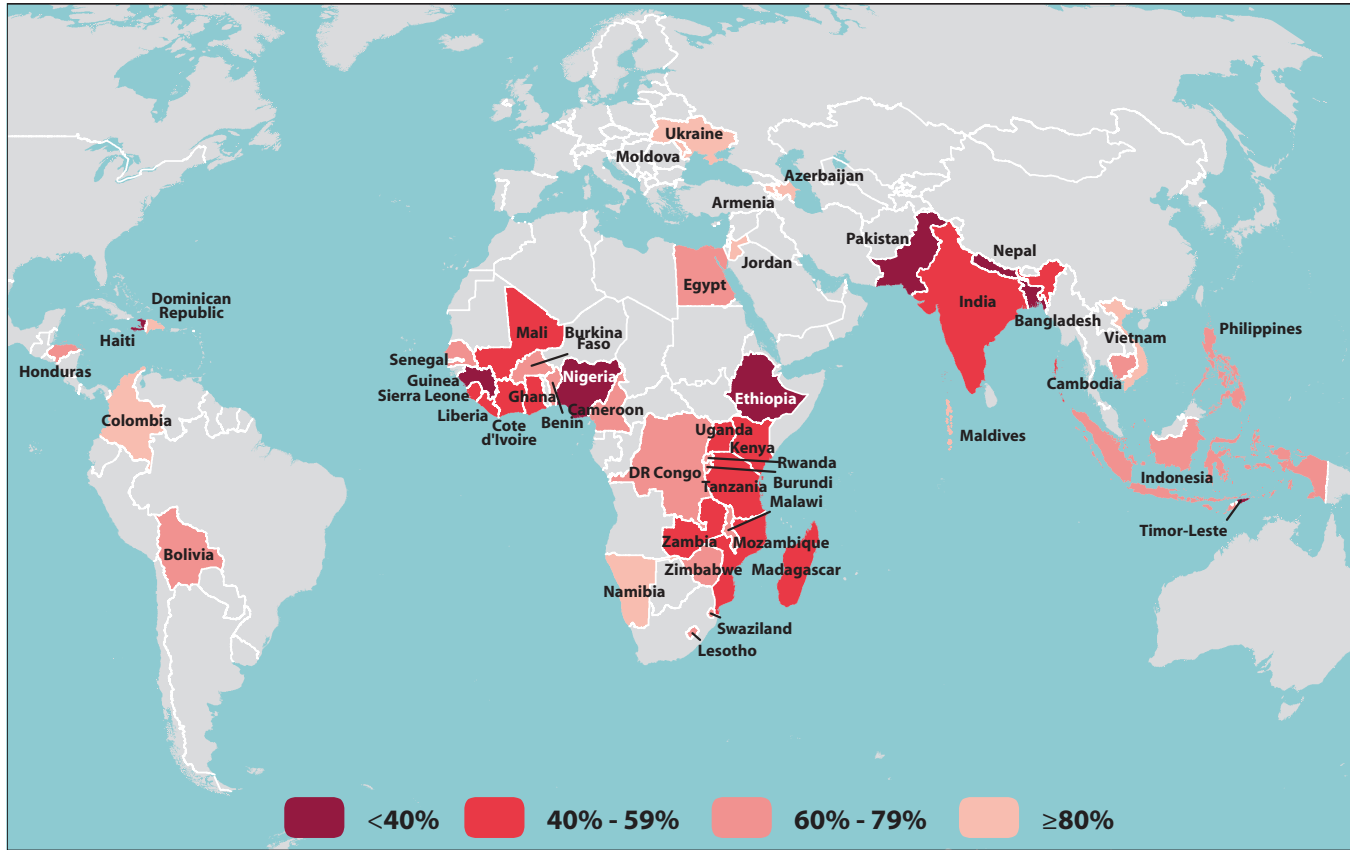 Ukraine
Moldova
Azerbaijan
Armenia
Pakistan
Nepal
Jordan
Egypt
India
Dominican
Republic
Bangladesh
Haiti
Mali
Burkina
Faso
Vietnam
Philippines
Senegal
Honduras
Guinea
Nigeria
Sierra Leone
Ghana
Ethiopia
Cambodia
Liberia
Cameroon
Colombia
Cote
d'Ivoire
Benin
Uganda
Maldives
Kenya
Rwanda
DR Congo
Burundi
Tanzania
Indonesia
Malawi
Timor-Leste
Zambia
Mozambique
Bolivia
Zimbabwe
Madagascar
Namibia
Swaziland
Lesotho
<40%
40% - 59%
60% - 79%
≥80%